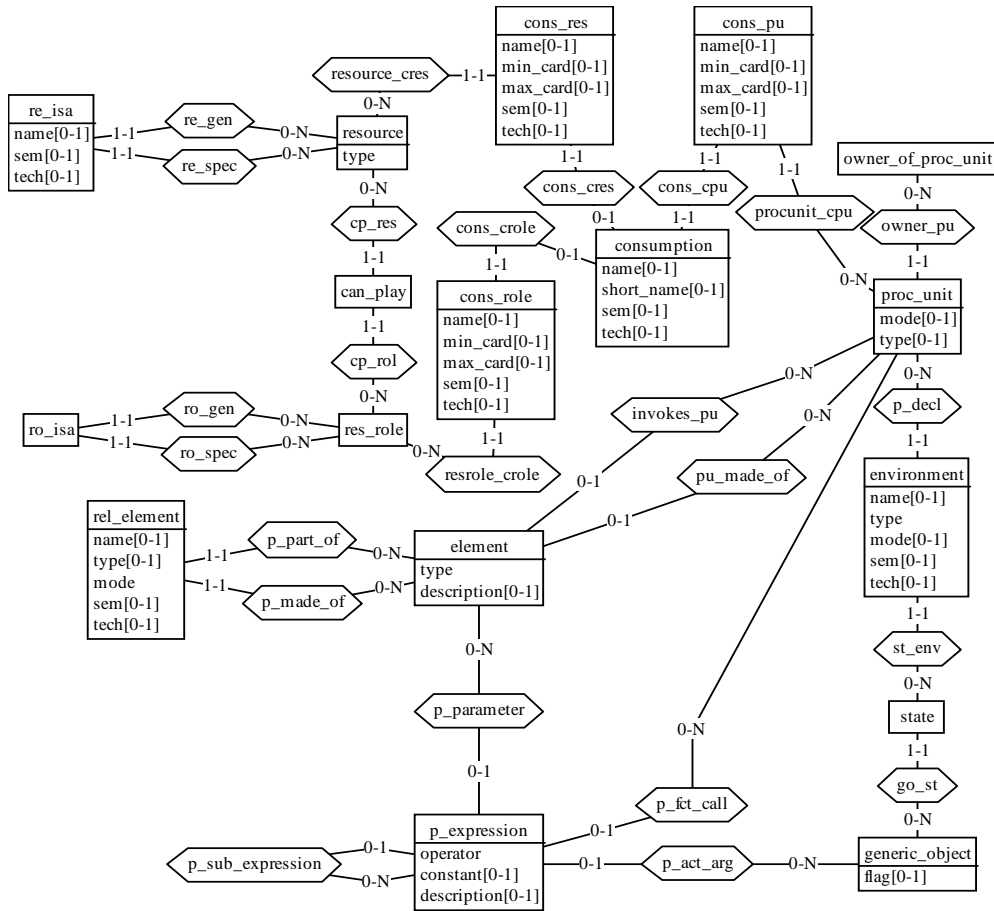 cons_res
name[0-1]
min_card[0-1]
max_card[0-1]
sem[0-1]
tech[0-1]
cons_pu
name[0-1]
min_card[0-1]
max_card[0-1]
sem[0-1]
tech[0-1]
resource_cres
1-1
0-N
re_isa
name[0-1]
sem[0-1]
tech[0-1]
1-1
re_gen
0-N
1-1
re_spec
0-N
resource
type
0-N
cp_res
1-1
can_play
1-1
cp_rol
0-N
1-1
cons_cres
0-1
1-1
cons_cpu
1-1
1-1
procunit_cpu
0-N
owner_of_proc_unit
0-N
owner_pu
1-1
cons_crole
0-1
1-1
consumption
name[0-1]
short_name[0-1]
sem[0-1]
tech[0-1]
cons_role
name[0-1]
min_card[0-1]
max_card[0-1]
sem[0-1]
tech[0-1]
1-1
proc_unit
mode[0-1]
type[0-1]
0-N
p_decl
1-1
ro_isa
1-1
ro_gen
0-N
1-1
ro_spec
0-N
res_role
0-N
resrole_crole
0-N
invokes_pu
0-1
0-N
pu_made_of
0-1
environment
name[0-1]
type
mode[0-1]
sem[0-1]
tech[0-1]
1-1
st_env
0-N
state
1-1
go_st
0-N
rel_element
name[0-1]
type[0-1]
mode
sem[0-1]
tech[0-1]
1-1
p_part_of
0-N
1-1
p_made_of
0-N
element
type
description[0-1]
0-N
p_parameter
0-1
0-N
p_fct_call
0-1
p_sub_expression
0-1
0-N
p_expression
operator
constant[0-1]
description[0-1]
0-1
p_act_arg
0-N
generic_object
flag[0-1]